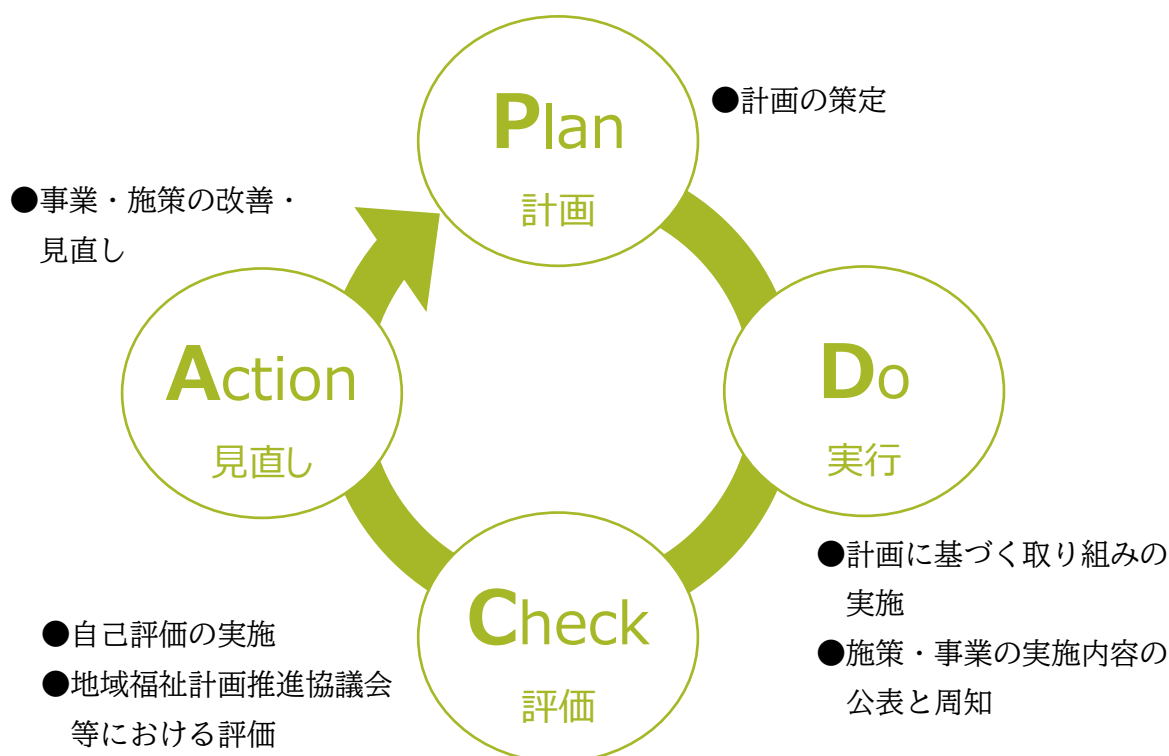 Plan
計画
●計画の策定
Do
実行
●計画に基づく取り組みの
実施
●施策・事業の実施内容の
公表と周知
Check
評価
●自己評価の実施
●地域福祉計画推進協議会
等における評価
Action
見直し
●事業・施策の改善・
見直し